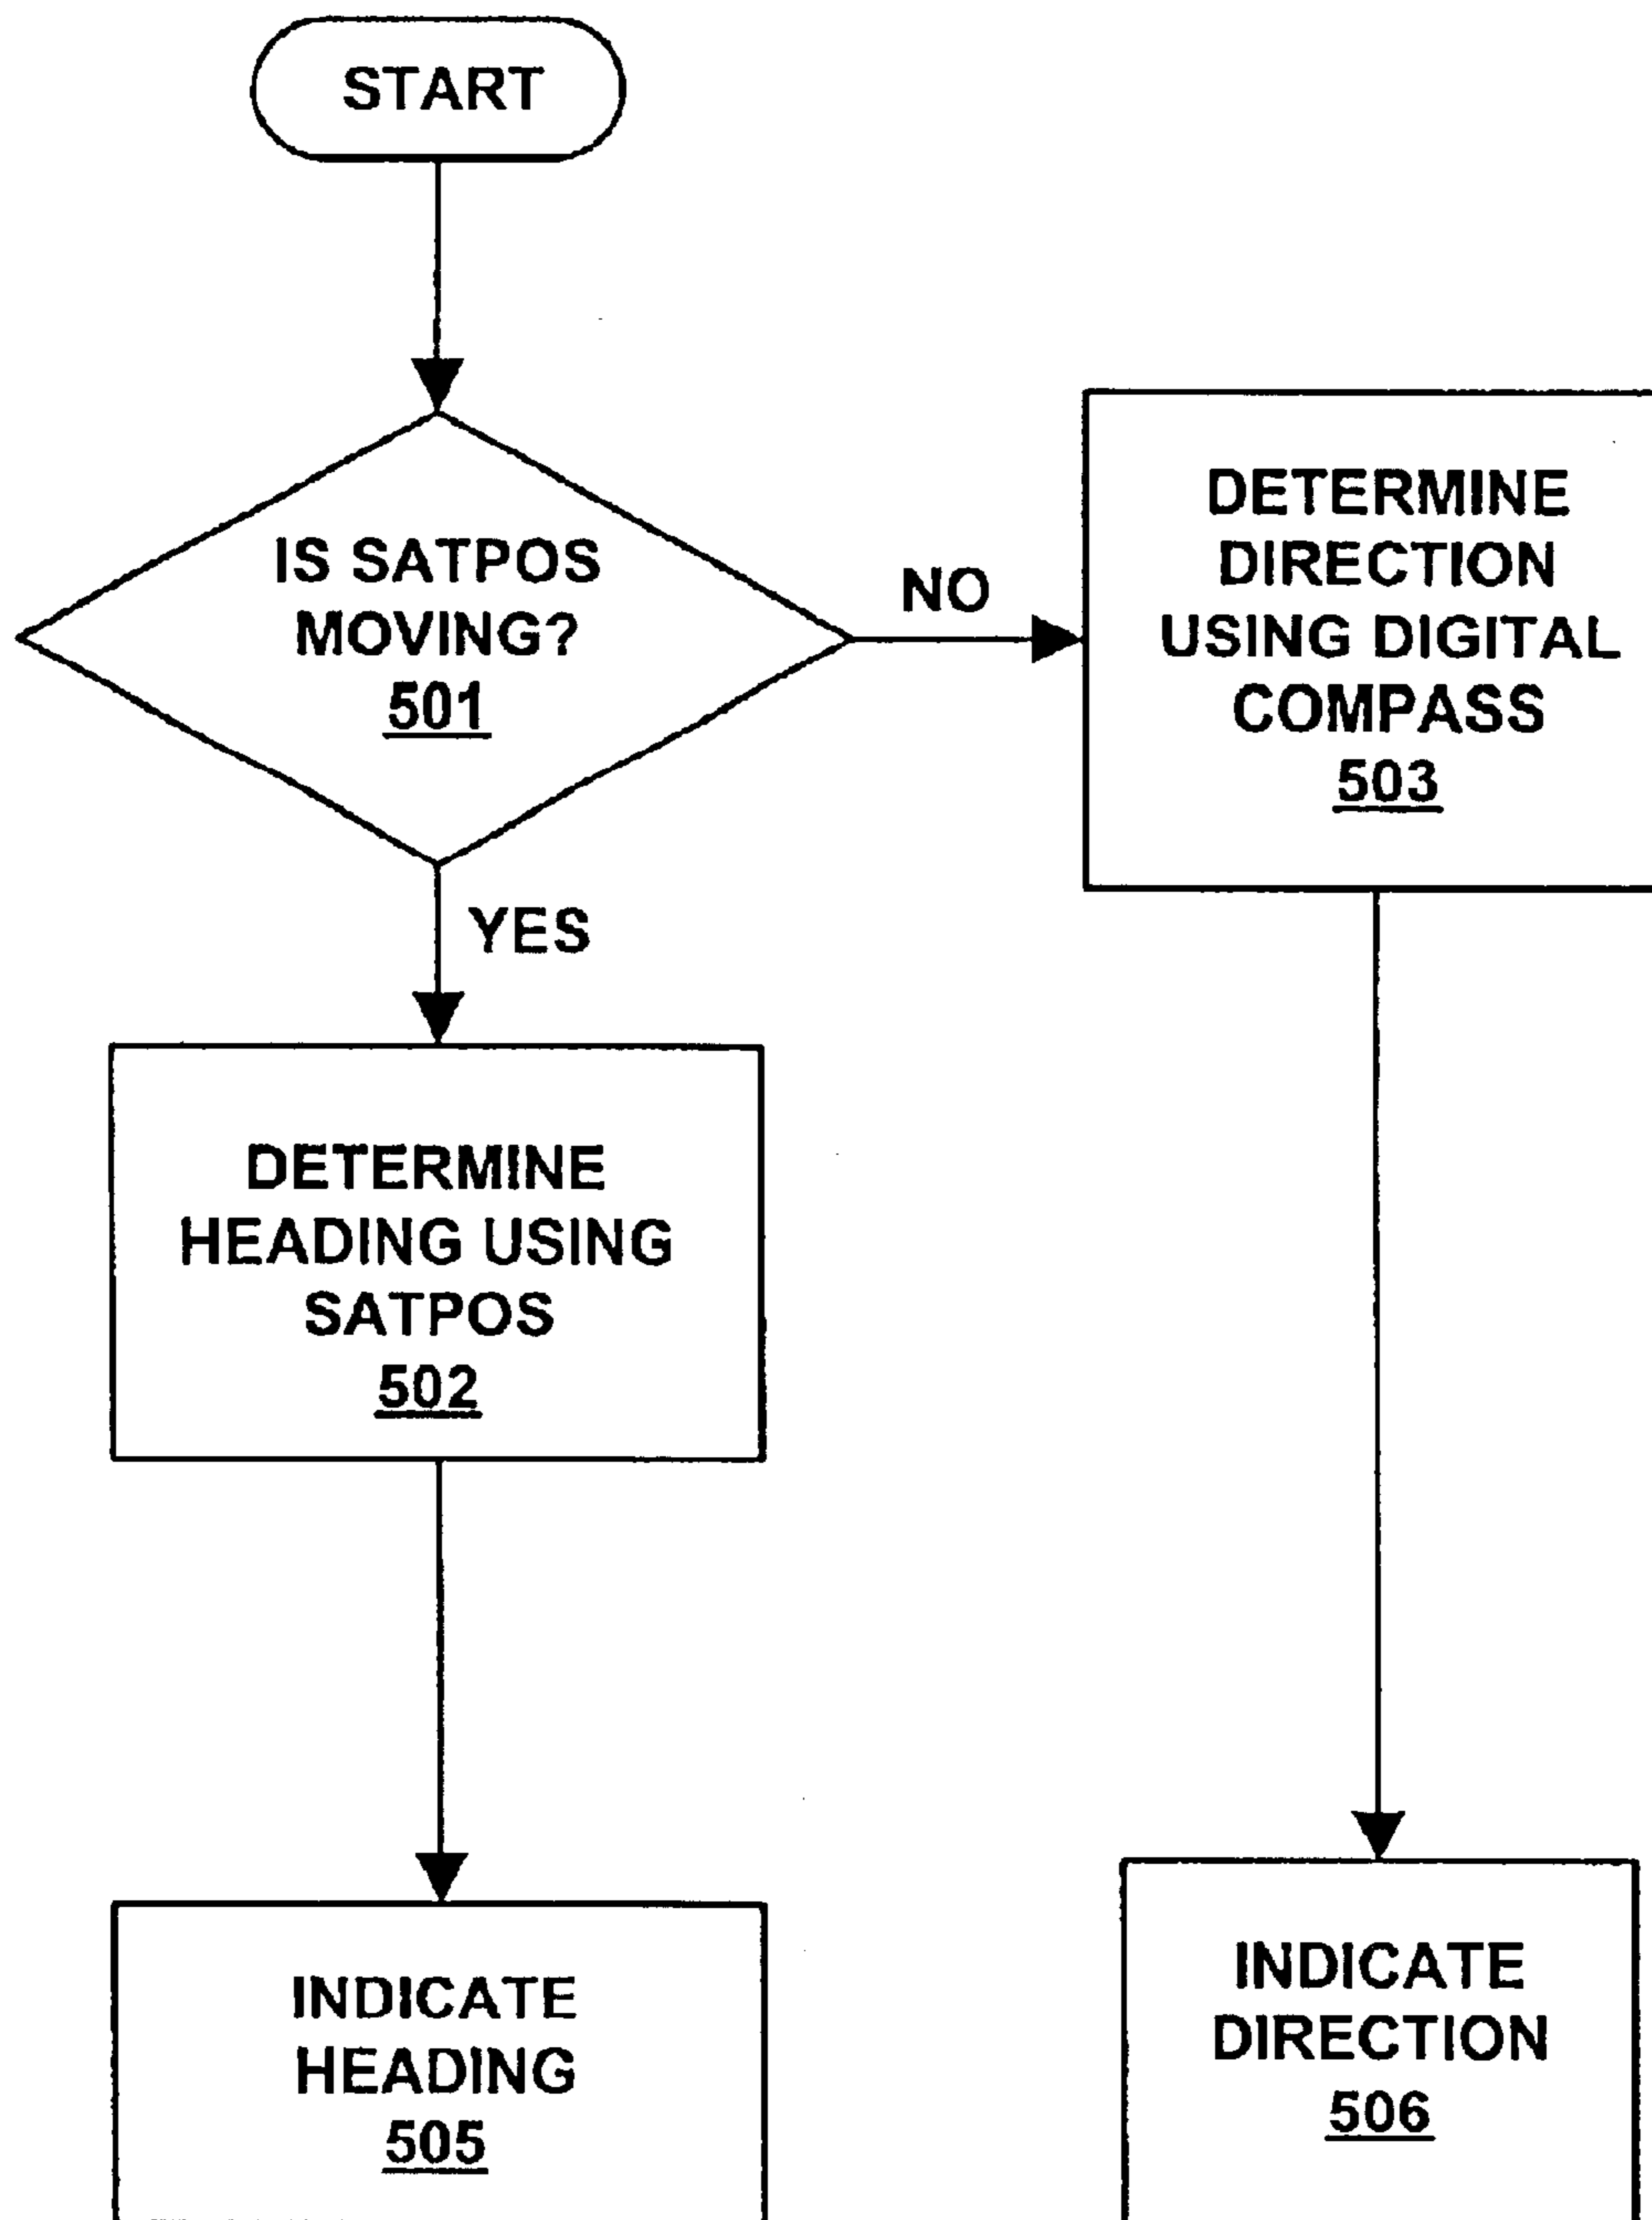 START
IS SATPOS
MOVING?
501
NO
DETERMINE
DIRECTION
USING DIGITAL
COMPASS
503
YES
DETERMINE
HEADING USING
SATPOS
502
INDICATE
HEADING
505
INDICATE
DIRECTION
506